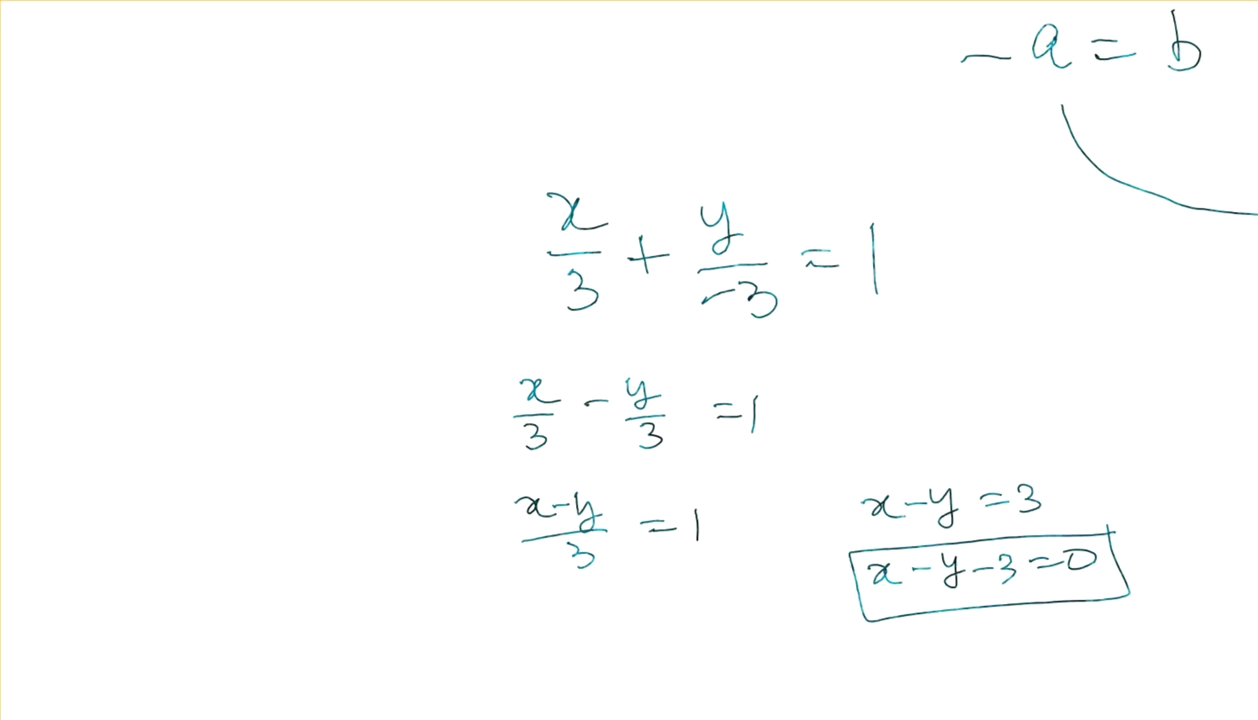 -a = b
x/3 + y/-3 = 1
x/3 - y/3 = 1
(x-y)/3 = 1
x-y = 3
x-y-3=0